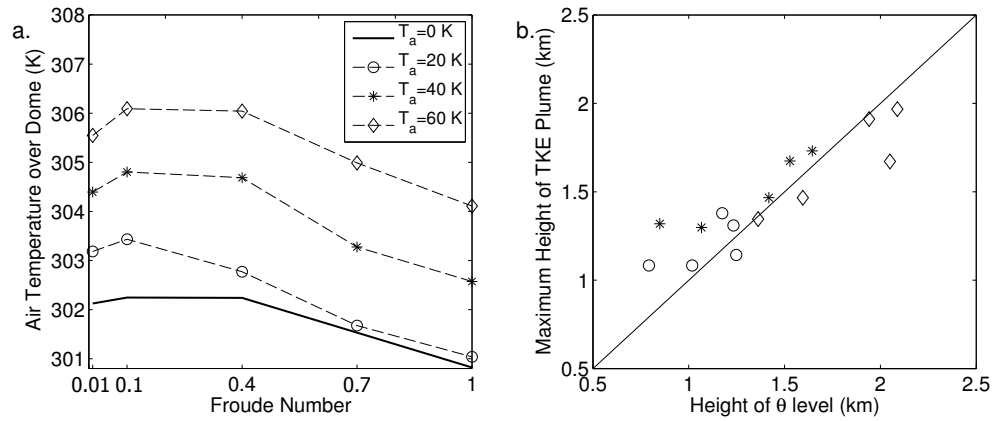 a.
Air Temperature over Dome (K)
308
307
306
305
304
303
302
301
0.01 0.1 0.4 0.7 1
Froude Number
T_a=0 K
T_a=20 K
T_a=40 K
T_a=60 K
b.
Maximum Height of TKE Plume (km)
2.5
2
1.5
1
0.5
0.5 1 1.5 2 2.5
Height of θ level (km)